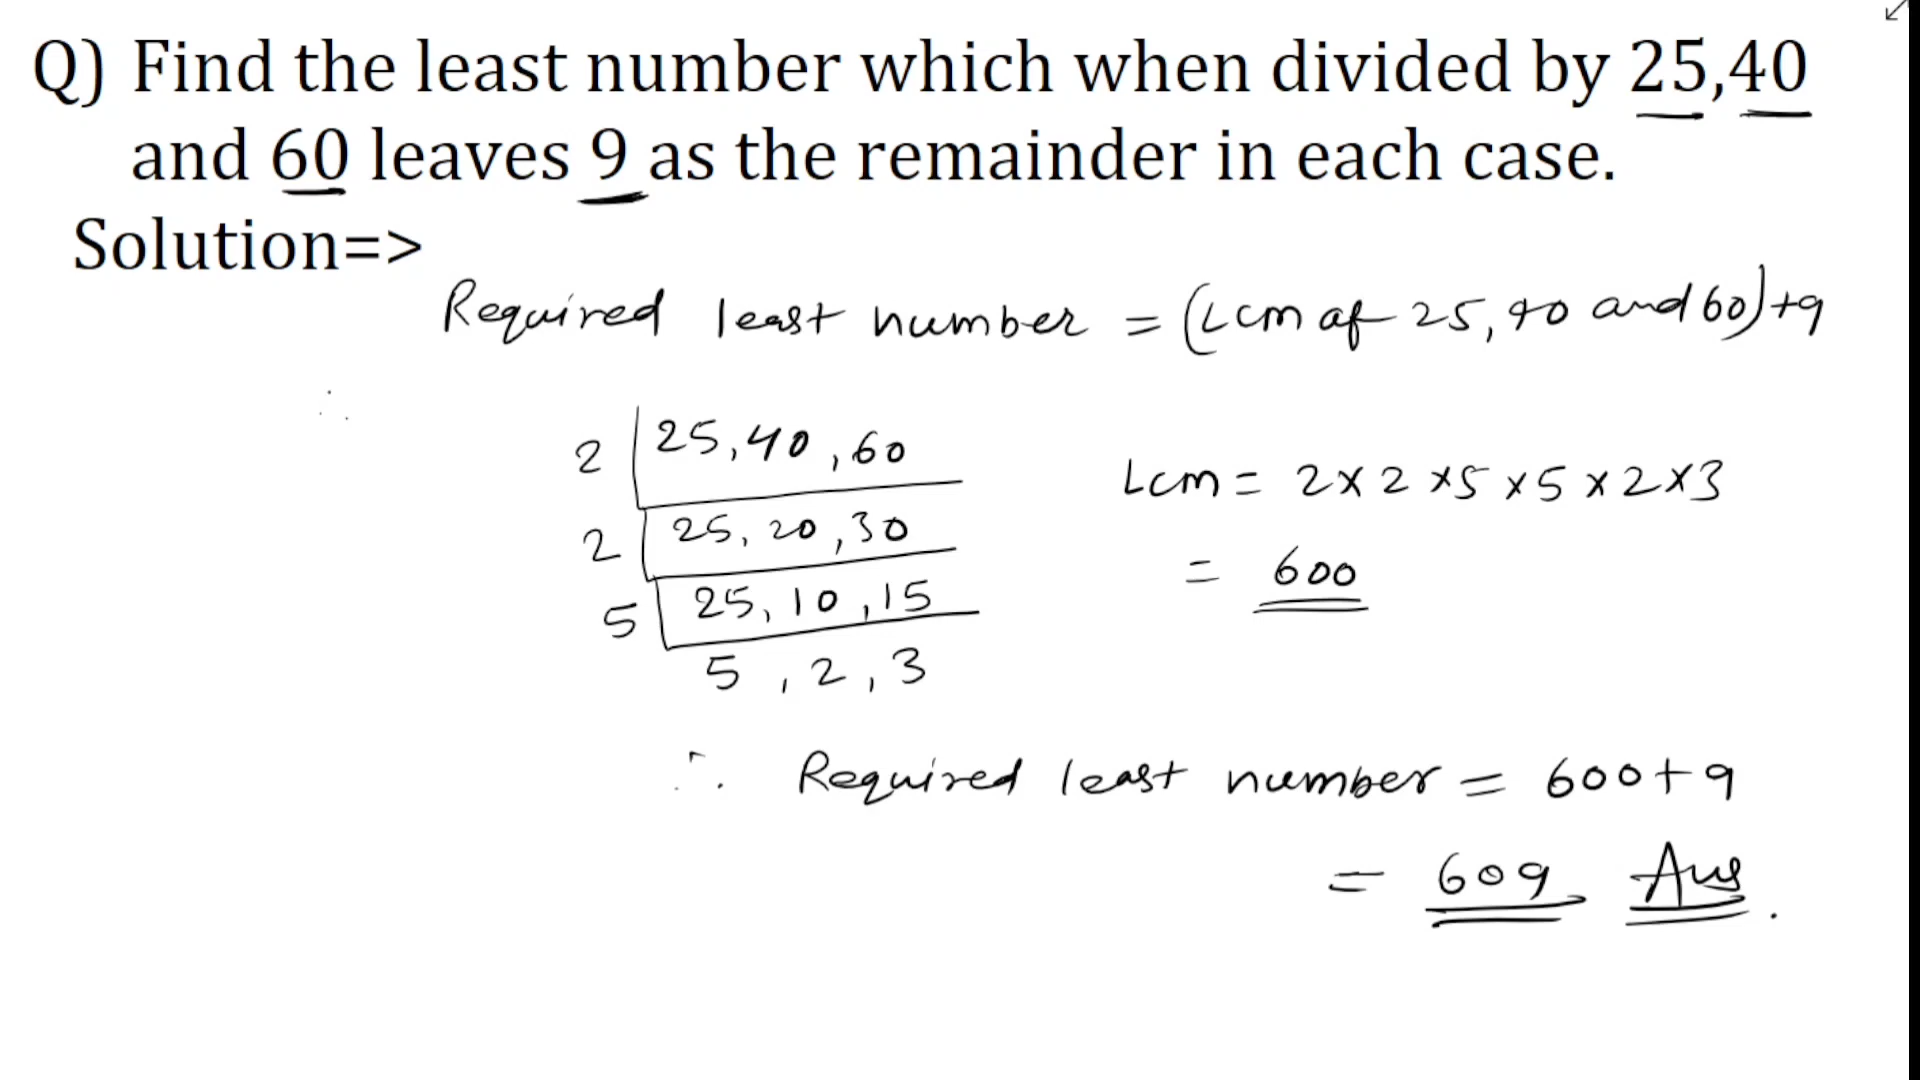 Q) Find the least number which when divided by 25,40
and 60 leaves 9 as the remainder in each case.
Solution=>
Required least number = (Lcm of 25, 40 and 60)+9
2 | 25, 40, 60
2 | 25, 20, 30
5 | 25, 10, 15
5, 2, 3
Lcm = 2×2×5×5×2×3
= 600
∴ Required least number = 600+9
= 609 Ans.